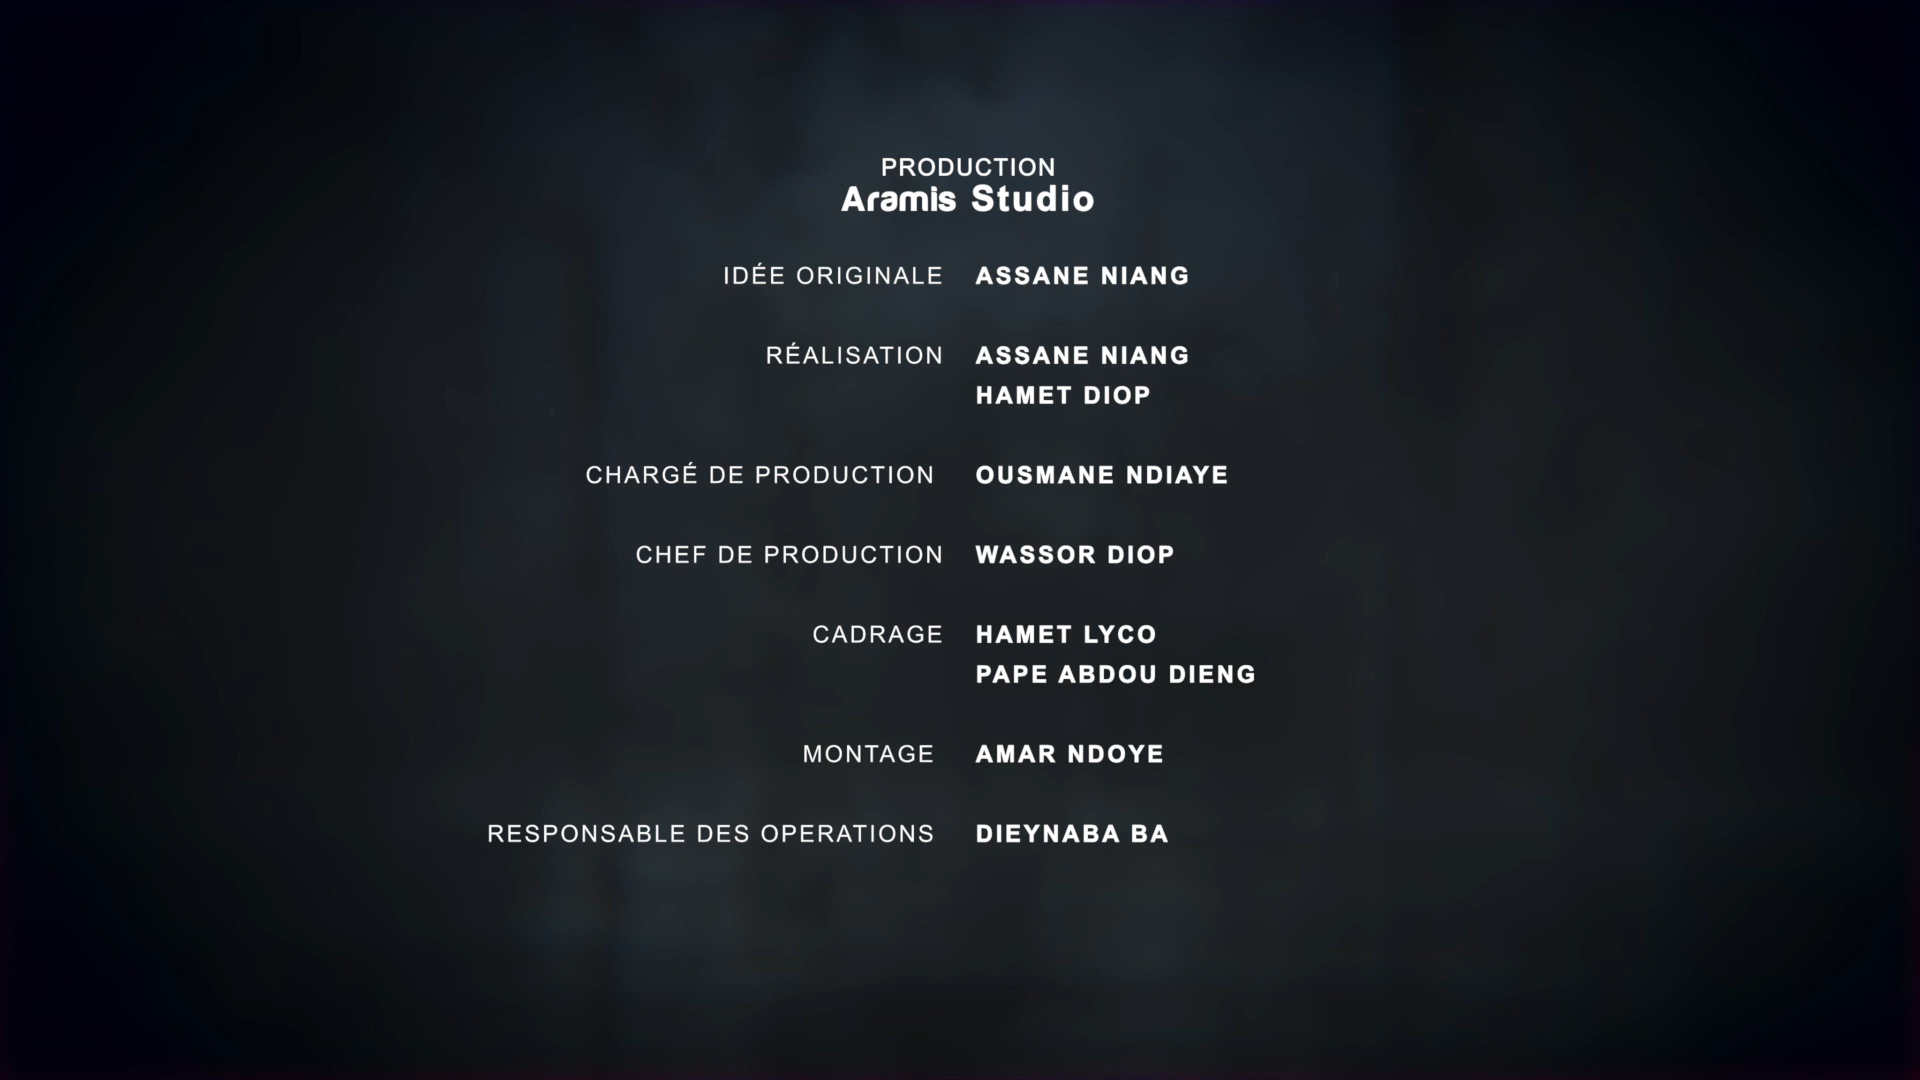 PRODUCTION
Aramis Studio
IDÉE ORIGINALE ASSANE NIANG
RÉALISATION ASSANE NIANG
HAMET DIOP
CHARGÉ DE PRODUCTION OUSMANE NDIAYE
CHEF DE PRODUCTION WASSOR DIOP
CADRAGE HAMET LYCO
PAPE ABDOU DIENG
MONTAGE AMAR NDOYE
RESPONSABLE DES OPERATIONS DIEYNABA BA